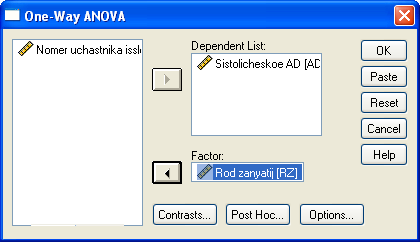 One-Way ANOVA
Nomer uchastnika issl
Dependent List:
Sistolicheskoe AD [AD
Factor:
Rod zanyatij [RZ]
OK
Paste
Reset
Cancel
Help
Contrasts...
Post Hoc...
Options...